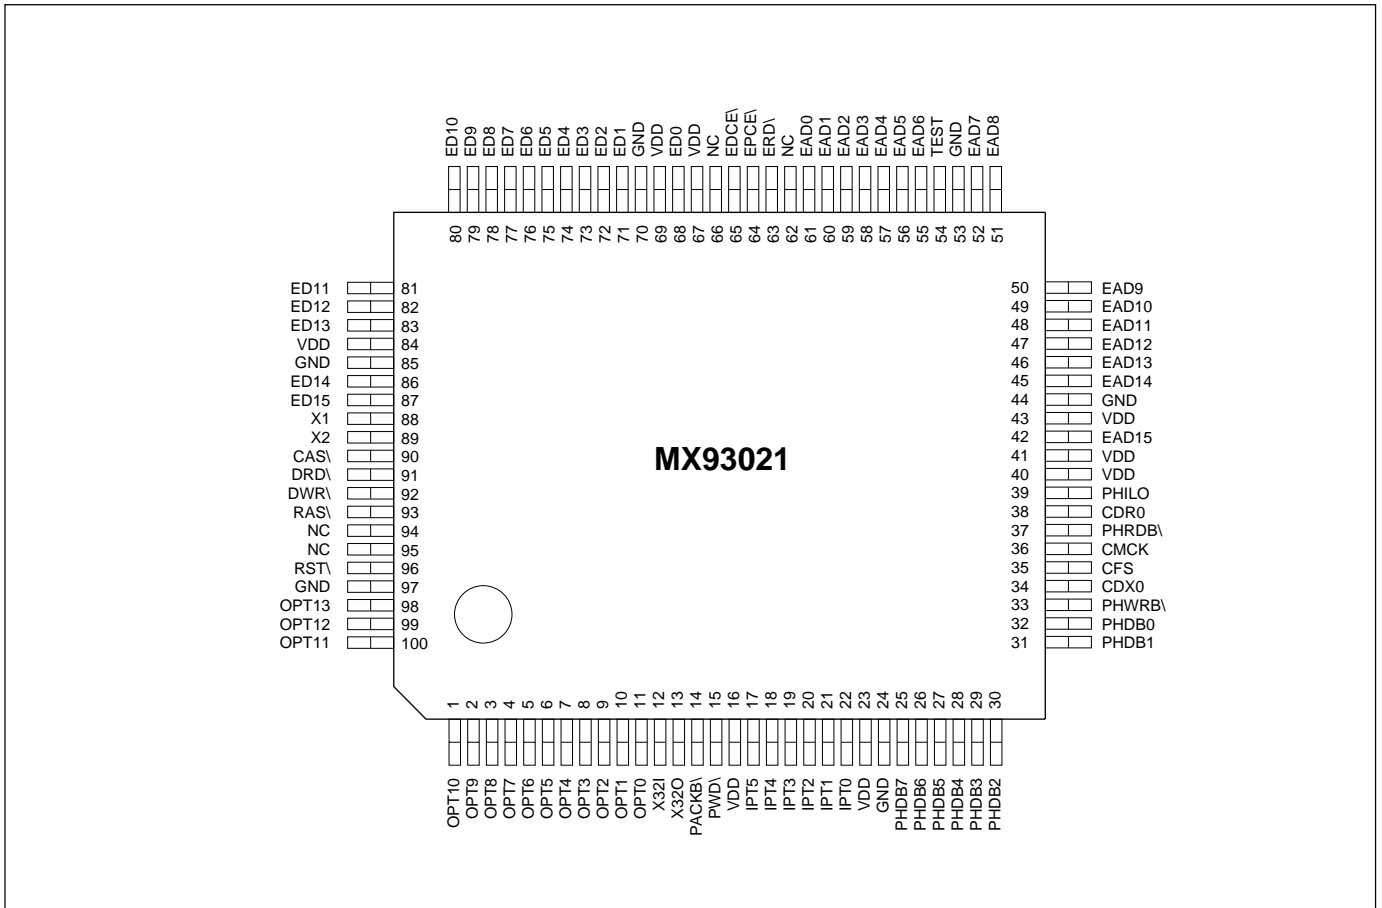 ED10
ED9
ED8
ED7
ED6
ED5
ED4
ED3
ED2
ED1
GND
VDD
ED0
VDD
NC
EDCE\
EPCE\
ERD\
NC
EAD0
EAD1
EAD2
EAD3
EAD4
EAD5
EAD6
TEST
GND
EAD7
EAD8
80
79
78
77
76
75
74
73
72
71
70
69
68
67
66
65
64
63
62
61
60
59
58
57
56
55
54
53
52
51
ED11 81
ED12 82
ED13 83
VDD 84
GND 85
ED14 86
ED15 87
X1 88
X2 89
CAS\ 90
DRD\ 91
DWR\ 92
RAS\ 93
NC 94
NC 95
RST\ 96
GND 97
OPT13 98
OPT12 99
OPT11 100
MX93021
50 EAD9
49 EAD10
48 EAD11
47 EAD12
46 EAD13
45 EAD14
44 GND
43 VDD
42 EAD15
41 VDD
40 VDD
39 PHILO
38 CDR0
37 PHRDB\
36 CMCK
35 CFS
34 CDX0
33 PHWRB\
32 PHDB0
31 PHDB1
1
2
3
4
5
6
7
8
9
10
11
12
13
14
15
16
17
18
19
20
21
22
23
24
25
26
27
28
29
30
OPT10
OPT9
OPT8
OPT7
OPT6
OPT5
OPT4
OPT3
OPT2
OPT1
OPT0
X32I
X32O
PACKB\
PWD\
VDD
IPT5
IPT4
IPT3
IPT2
IPT1
IPT0
VDD
GND
PHDB7
PHDB6
PHDB5
PHDB4
PHDB3
PHDB2